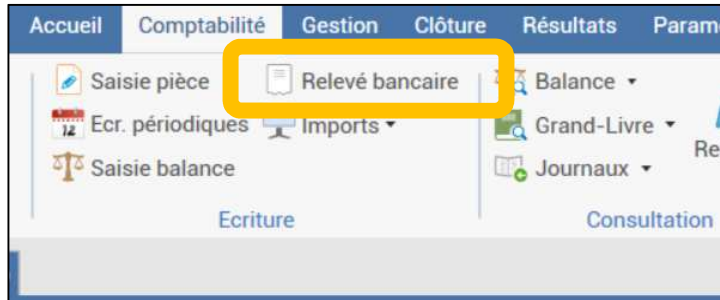 Accueil Comptabilité Gestion Clôture Résultats Param
Saisie pièce Relevé bancaire Balance
12 Ecr. périodiques Imports Grand-Livre
Re
Saisie balance Journaux
Ecriture Consultation